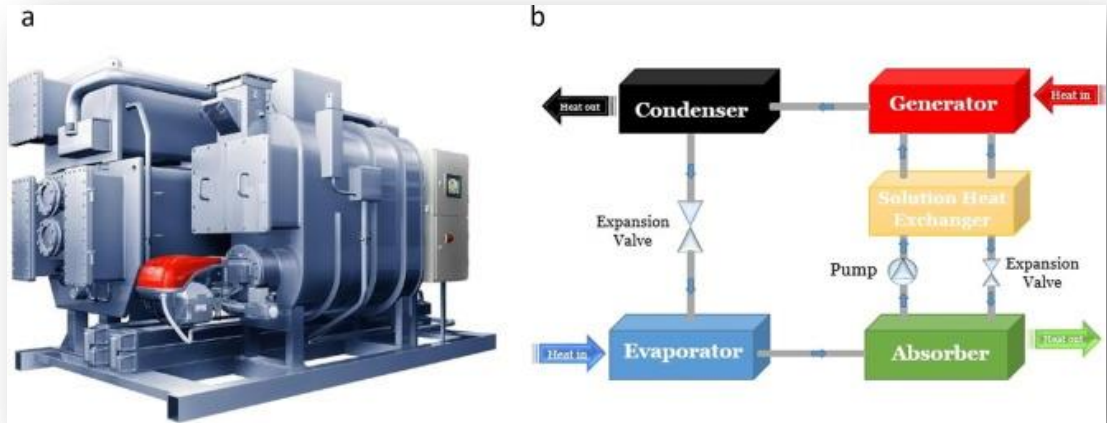 a
b
Heat out
Condenser
Generator
Heat in
Solution Heat
Exchanger
Expansion
Valve
Pump
Expansion
Valve
Heat in
Evaporator
Absorber
Heat out